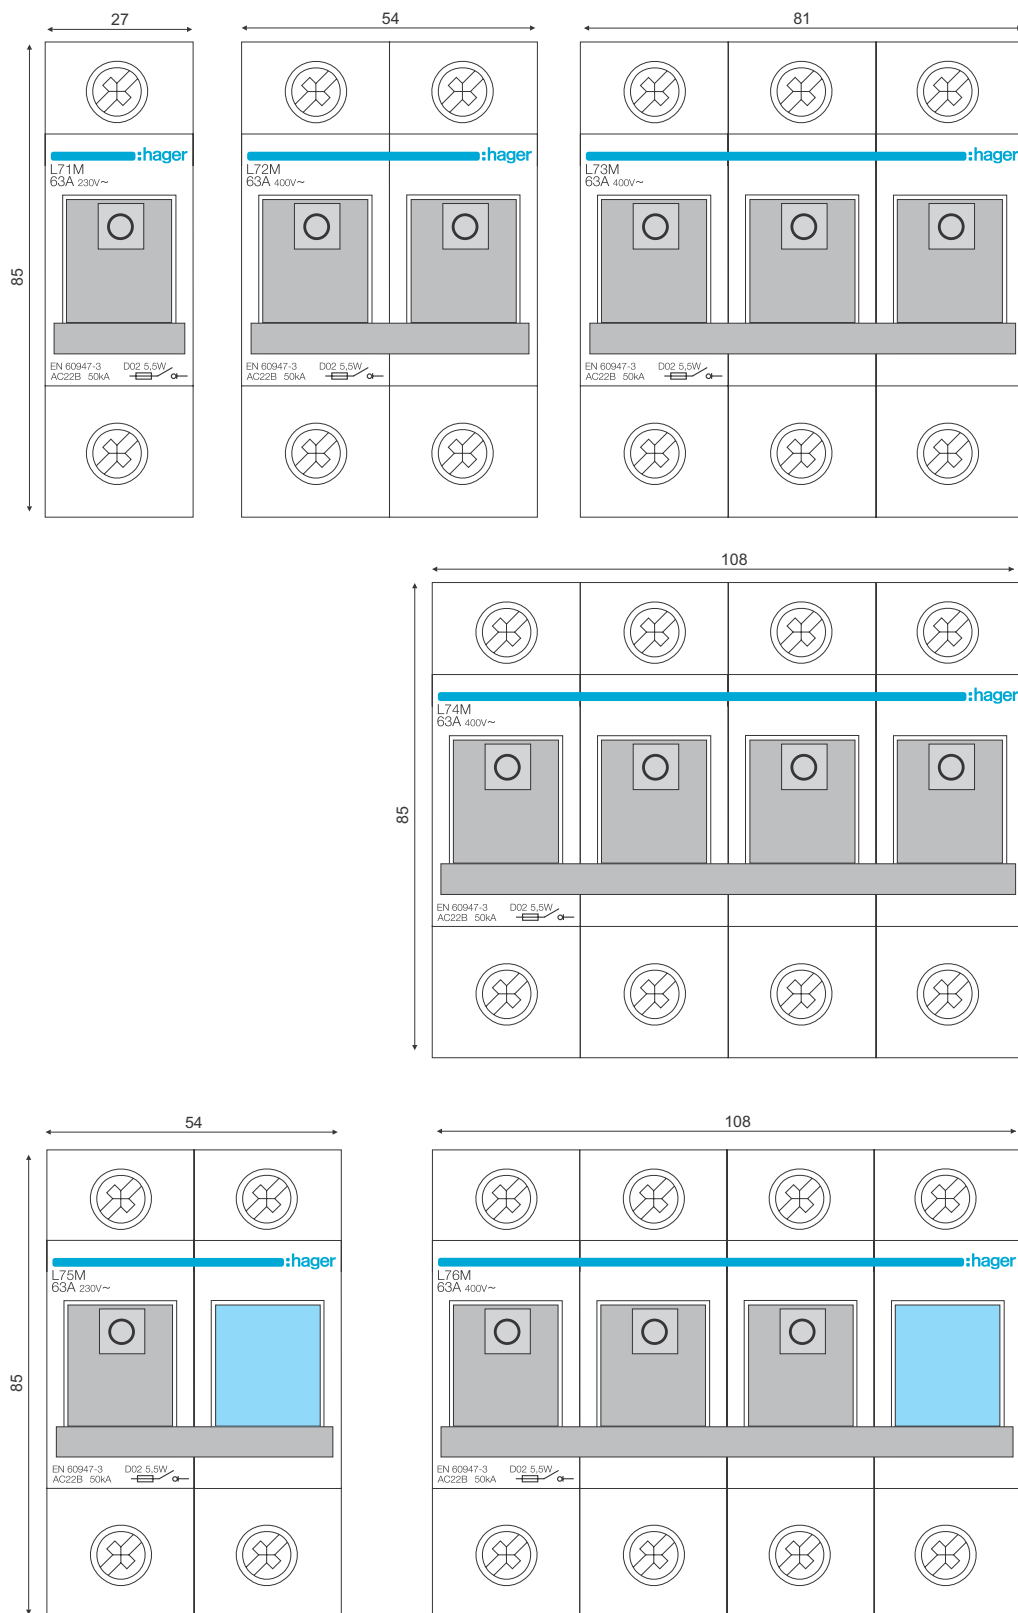 27
54
81
85
:hager
L71M
63A 230V~
EN 60947-3 D02 5,5W
AC22B 50kA
:hager
L72M
63A 400V~
EN 60947-3 D02 5,5W
AC22B 50kA
:hager
L73M
63A 400V~
EN 60947-3 D02 5,5W
AC22B 50kA
108
85
:hager
L74M
63A 400V~
EN 60947-3 D02 5,5W
AC22B 50kA
54
85
:hager
L75M
63A 230V~
EN 60947-3 D02 5,5W
AC22B 50kA
108
:hager
L76M
63A 400V~
EN 60947-3 D02 5,5W
AC22B 50kA